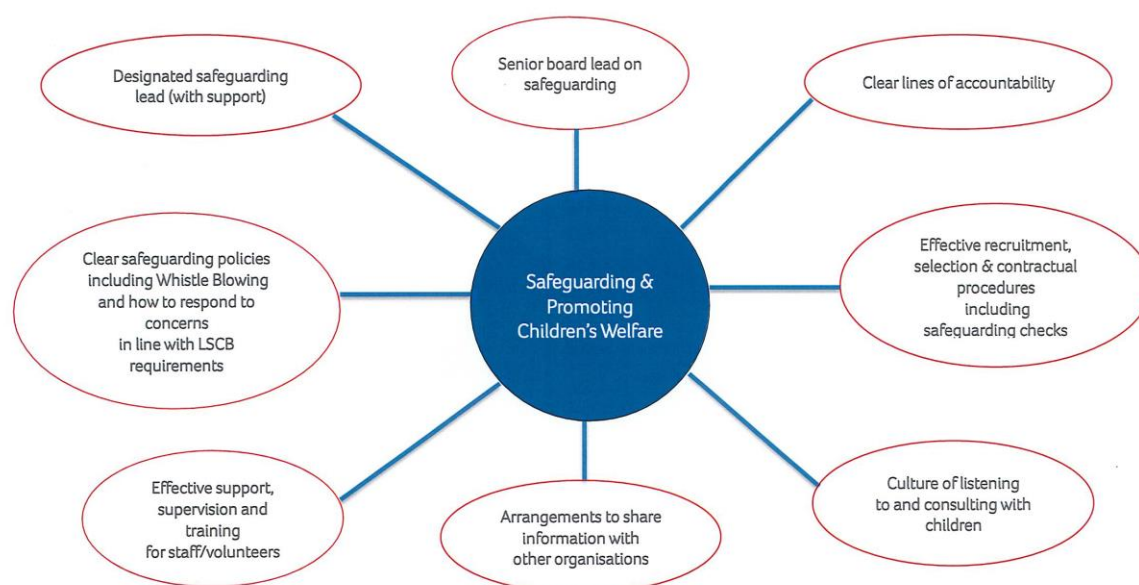 Designated safeguarding
lead (with support)
Senior board lead on
safeguarding
Clear lines of accountability
Clear safeguarding policies
including Whistle Blowing
and how to respond to
concerns
in line with LSCB
requirements
Safeguarding &
Promoting
Children's Welfare
Effective recruitment,
selection & contractual
procedures
including
safeguarding checks
Effective support,
supervision and
training
for staff/volunteers
Arrangements to share
information with
other organisations
Culture of listening
to and consulting with
children